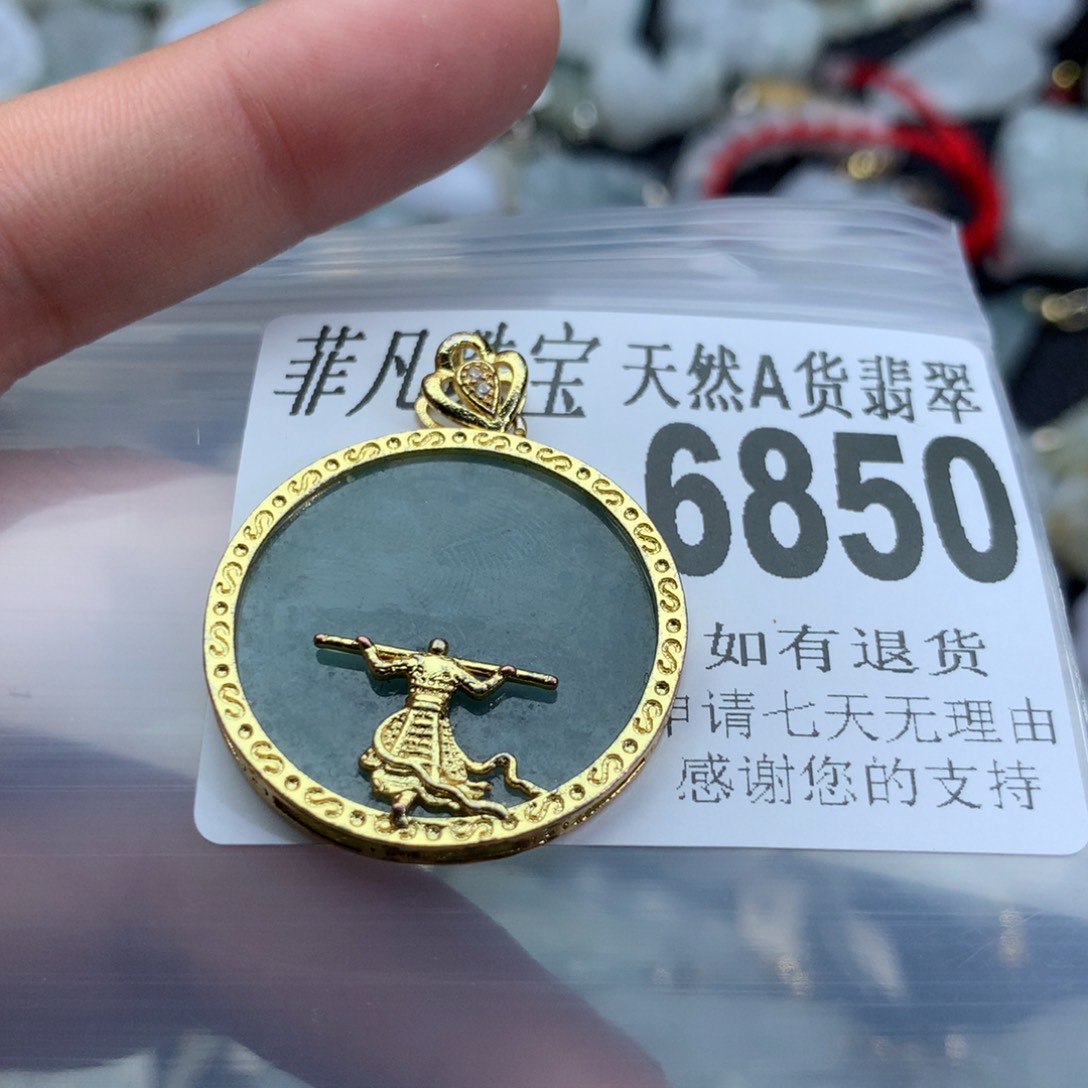 菲凡 宝 天然A货翡翠
6850
如有退货
申请七天无理由
感谢您的支持